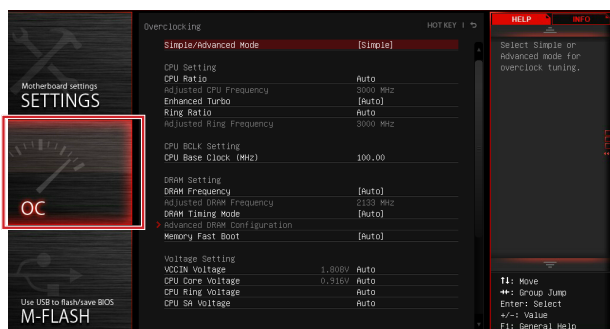 Overclocking
HOT KEY |
HELP
INFO
Simple/Advanced Mode [Simple]
CPU Setting
CPU Ratio Auto
Adjusted CPU Frequency 3000 MHz
Enhanced Turbo [Auto]
Ring Ratio Auto
Adjusted Ring Frequency 3000 MHz
CPU BCLK Setting
CPU Base Clock (MHz) 100.00
DRAM Setting
DRAM Frequency [Auto]
Adjusted DRAM Frequency 2133 MHz
DRAM Timing Mode [Auto]
> Advanced DRAM Configuration
Memory Fast Boot [Auto]
Voltage Setting
VCCIN Voltage 1.808V Auto
CPU Core Voltage 0.916V Auto
CPU Ring Voltage Auto
CPU SA Voltage Auto
Motherboard settings
SETTINGS
OC
Use USB to flash/save BIOS
M-FLASH
Select Simple or
Advanced mode for
overclock tuning.
↑↓: Move
: Group Jump
Enter: Select
+/-: Value
F1: General Help